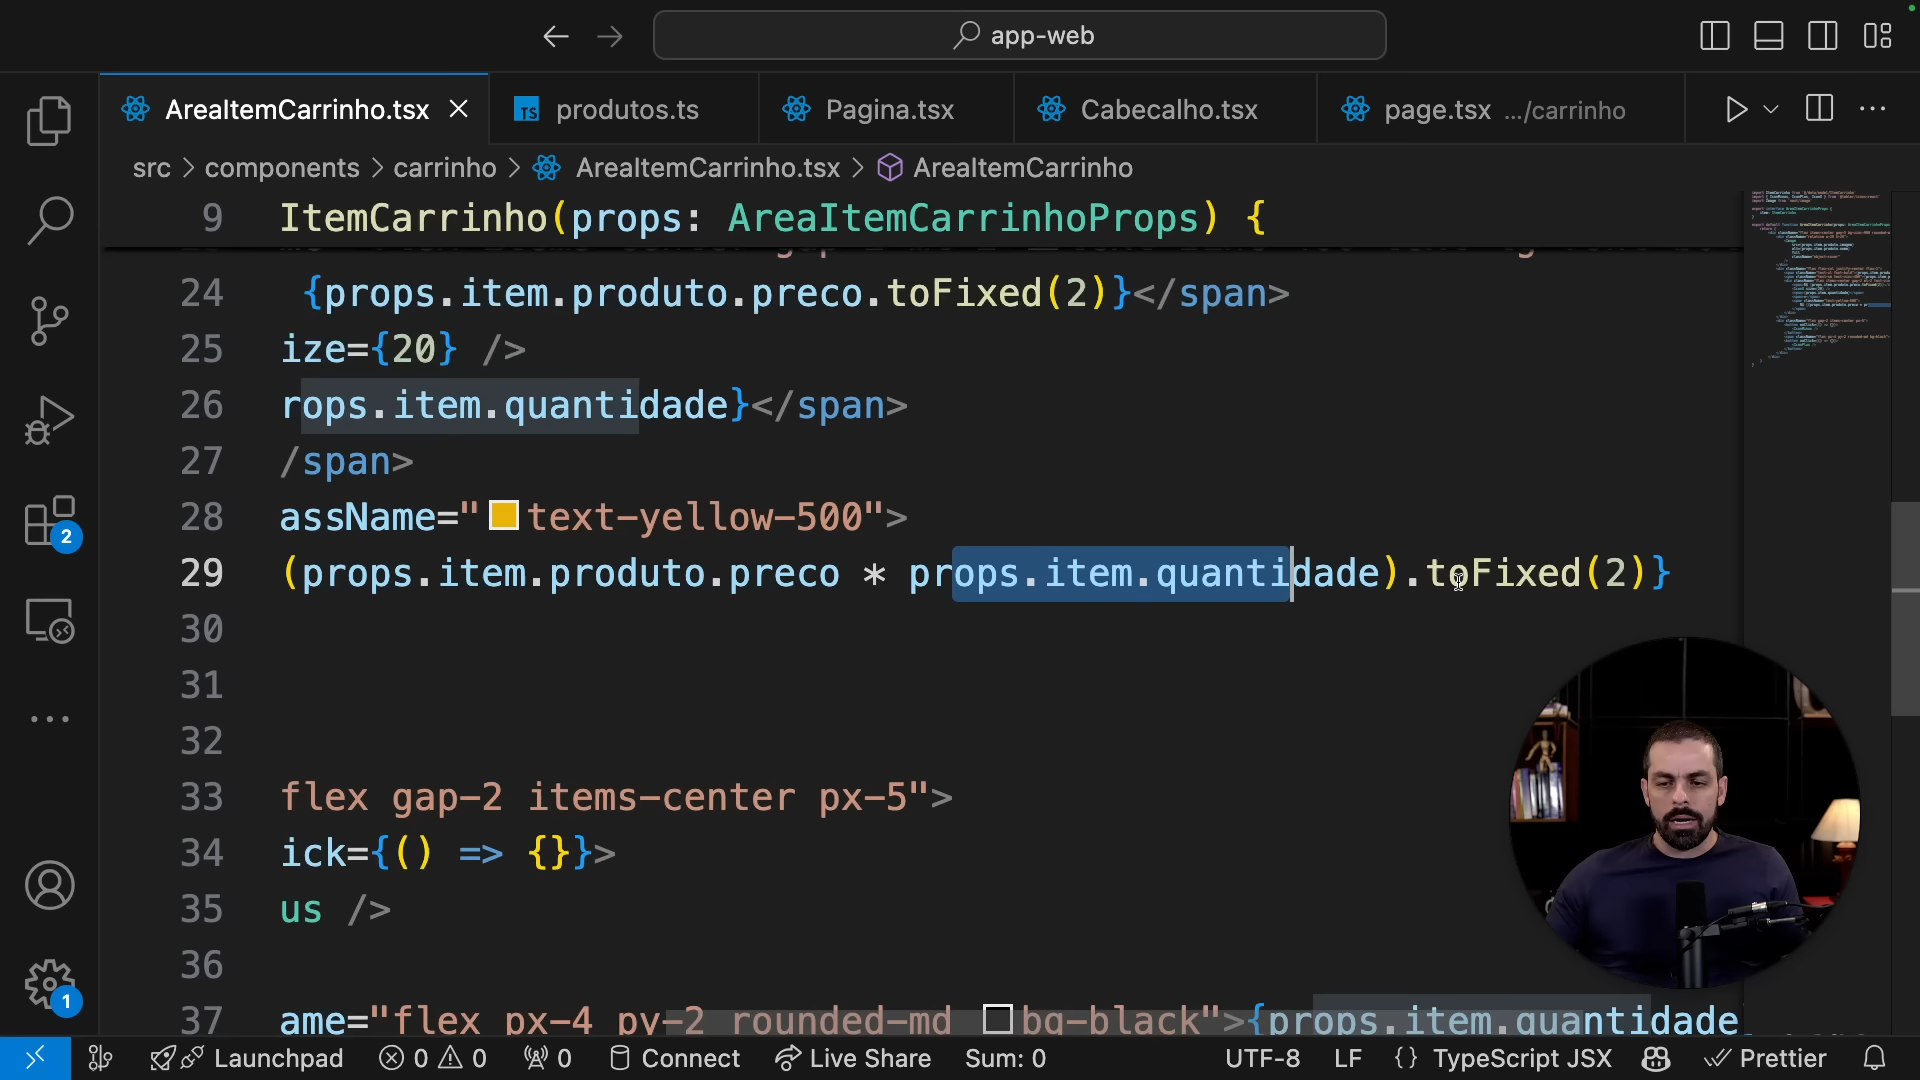 app-web
AreaItemCarrinho.tsx
produtos.ts
Pagina.tsx
Cabecalho.tsx
page.tsx .../carrinho
src > components > carrinho > AreaItemCarrinho.tsx > AreaItemCarrinho
9 ItemCarrinho(props: AreaItemCarrinhoProps) {
24 {props.item.produto.preco.toFixed(2)}</span>
25 ize={20} />
26 rops.item.quantidade}</span>
27 /span>
28 assName="text-yellow-500">
29 (props.item.produto.preco * props.item.quantidade).toFixed(2)}
30
31
32
33 flex gap-2 items-center px-5">
34 ick={() => {}}>
35 us />
36
37 ame="flex px-4 py-2 rounded-md bg-black">{props.item.quantidade
2
1
Launchpad
0
0
0
Connect
Live Share
Sum: 0
UTF-8
LF
{} TypeScript JSX
Prettier